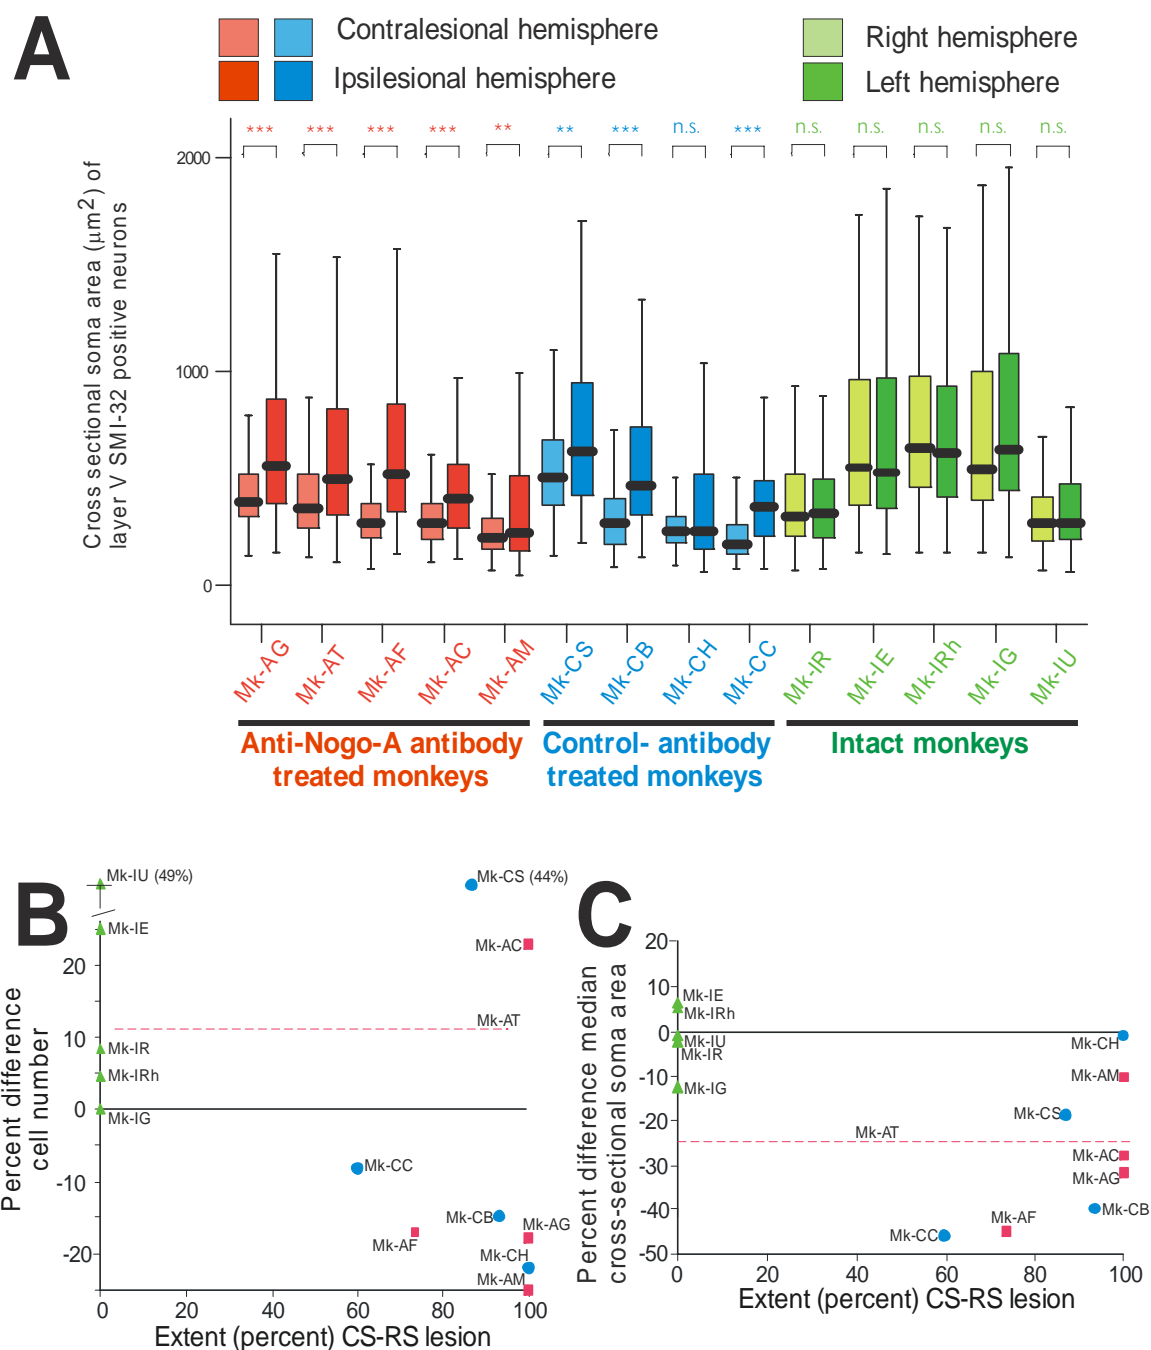 A
Contralesional hemisphere
Ipsilesional hemisphere
Right hemisphere
Left hemisphere
*** *** *** *** ** ** *** n.s. *** n.s. n.s. n.s. n.s. n.s.
Cross sectional soma area (μm²) of
layer V SMI-32 positive neurons
2000
1000
0
Mk-AG Mk-AT Mk-AF Mk-AC Mk-AM Mk-CS Mk-CB Mk-CH Mk-CC Mk-IR Mk-IE Mk-IRh Mk-IG Mk-IU
Anti-Nogo-A antibody
treated monkeys
Control- antibody
treated monkeys
Intact monkeys
B
Percent difference
cell number
20
10
0
-10
-20
Mk-IU (49%)
Mk-CS (44%)
Mk-IE
Mk-AC
Mk-AT
Mk-IR
Mk-IRh
Mk-IG
Mk-CC
Mk-CB
Mk-AG
Mk-AF
Mk-CH
Mk-AM
0 20 40 60 80 100
Extent (percent) CS-RS lesion
C
Percent difference median
cross-sectional soma area
20
10
0
-10
-20
-30
-40
-50
Mk-IE
Mk-IRh
Mk-IU
Mk-IR
Mk-CH
Mk-AM
Mk-IG
Mk-CS
Mk-AT
Mk-AC
Mk-AG
Mk-CB
Mk-AF
Mk-CC
0 20 40 60 80 100
Extent (percent) CS-RS lesion